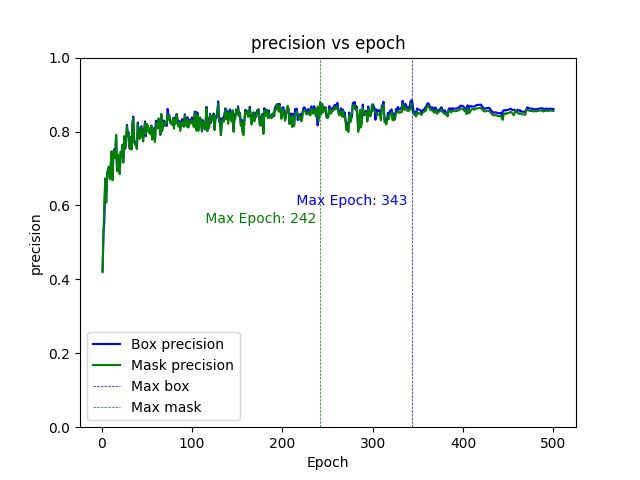 precision vs epoch
1.0
0.8
0.6
0.4
0.2
0.0
precision
Max Epoch: 343
Max Epoch: 242
Box precision
Mask precision
Max box
Max mask
0 100 200 300 400 500
Epoch